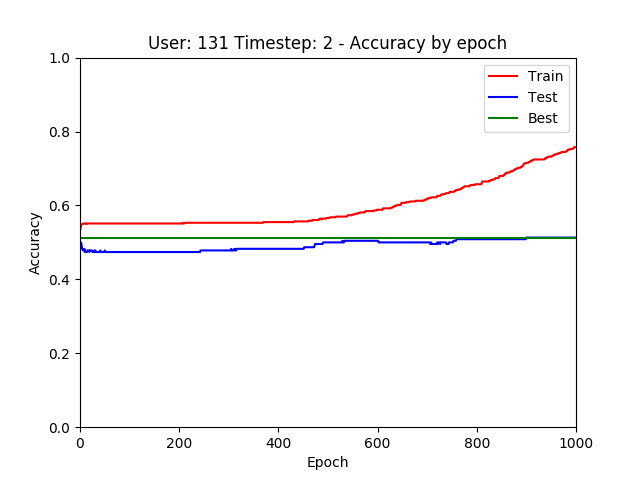 User: 131 Timestep: 2 - Accuracy by epoch
1.0
0.8
0.6
0.4
0.2
0.0
Accuracy
Train
Test
Best
0 200 400 600 800 1000
Epoch